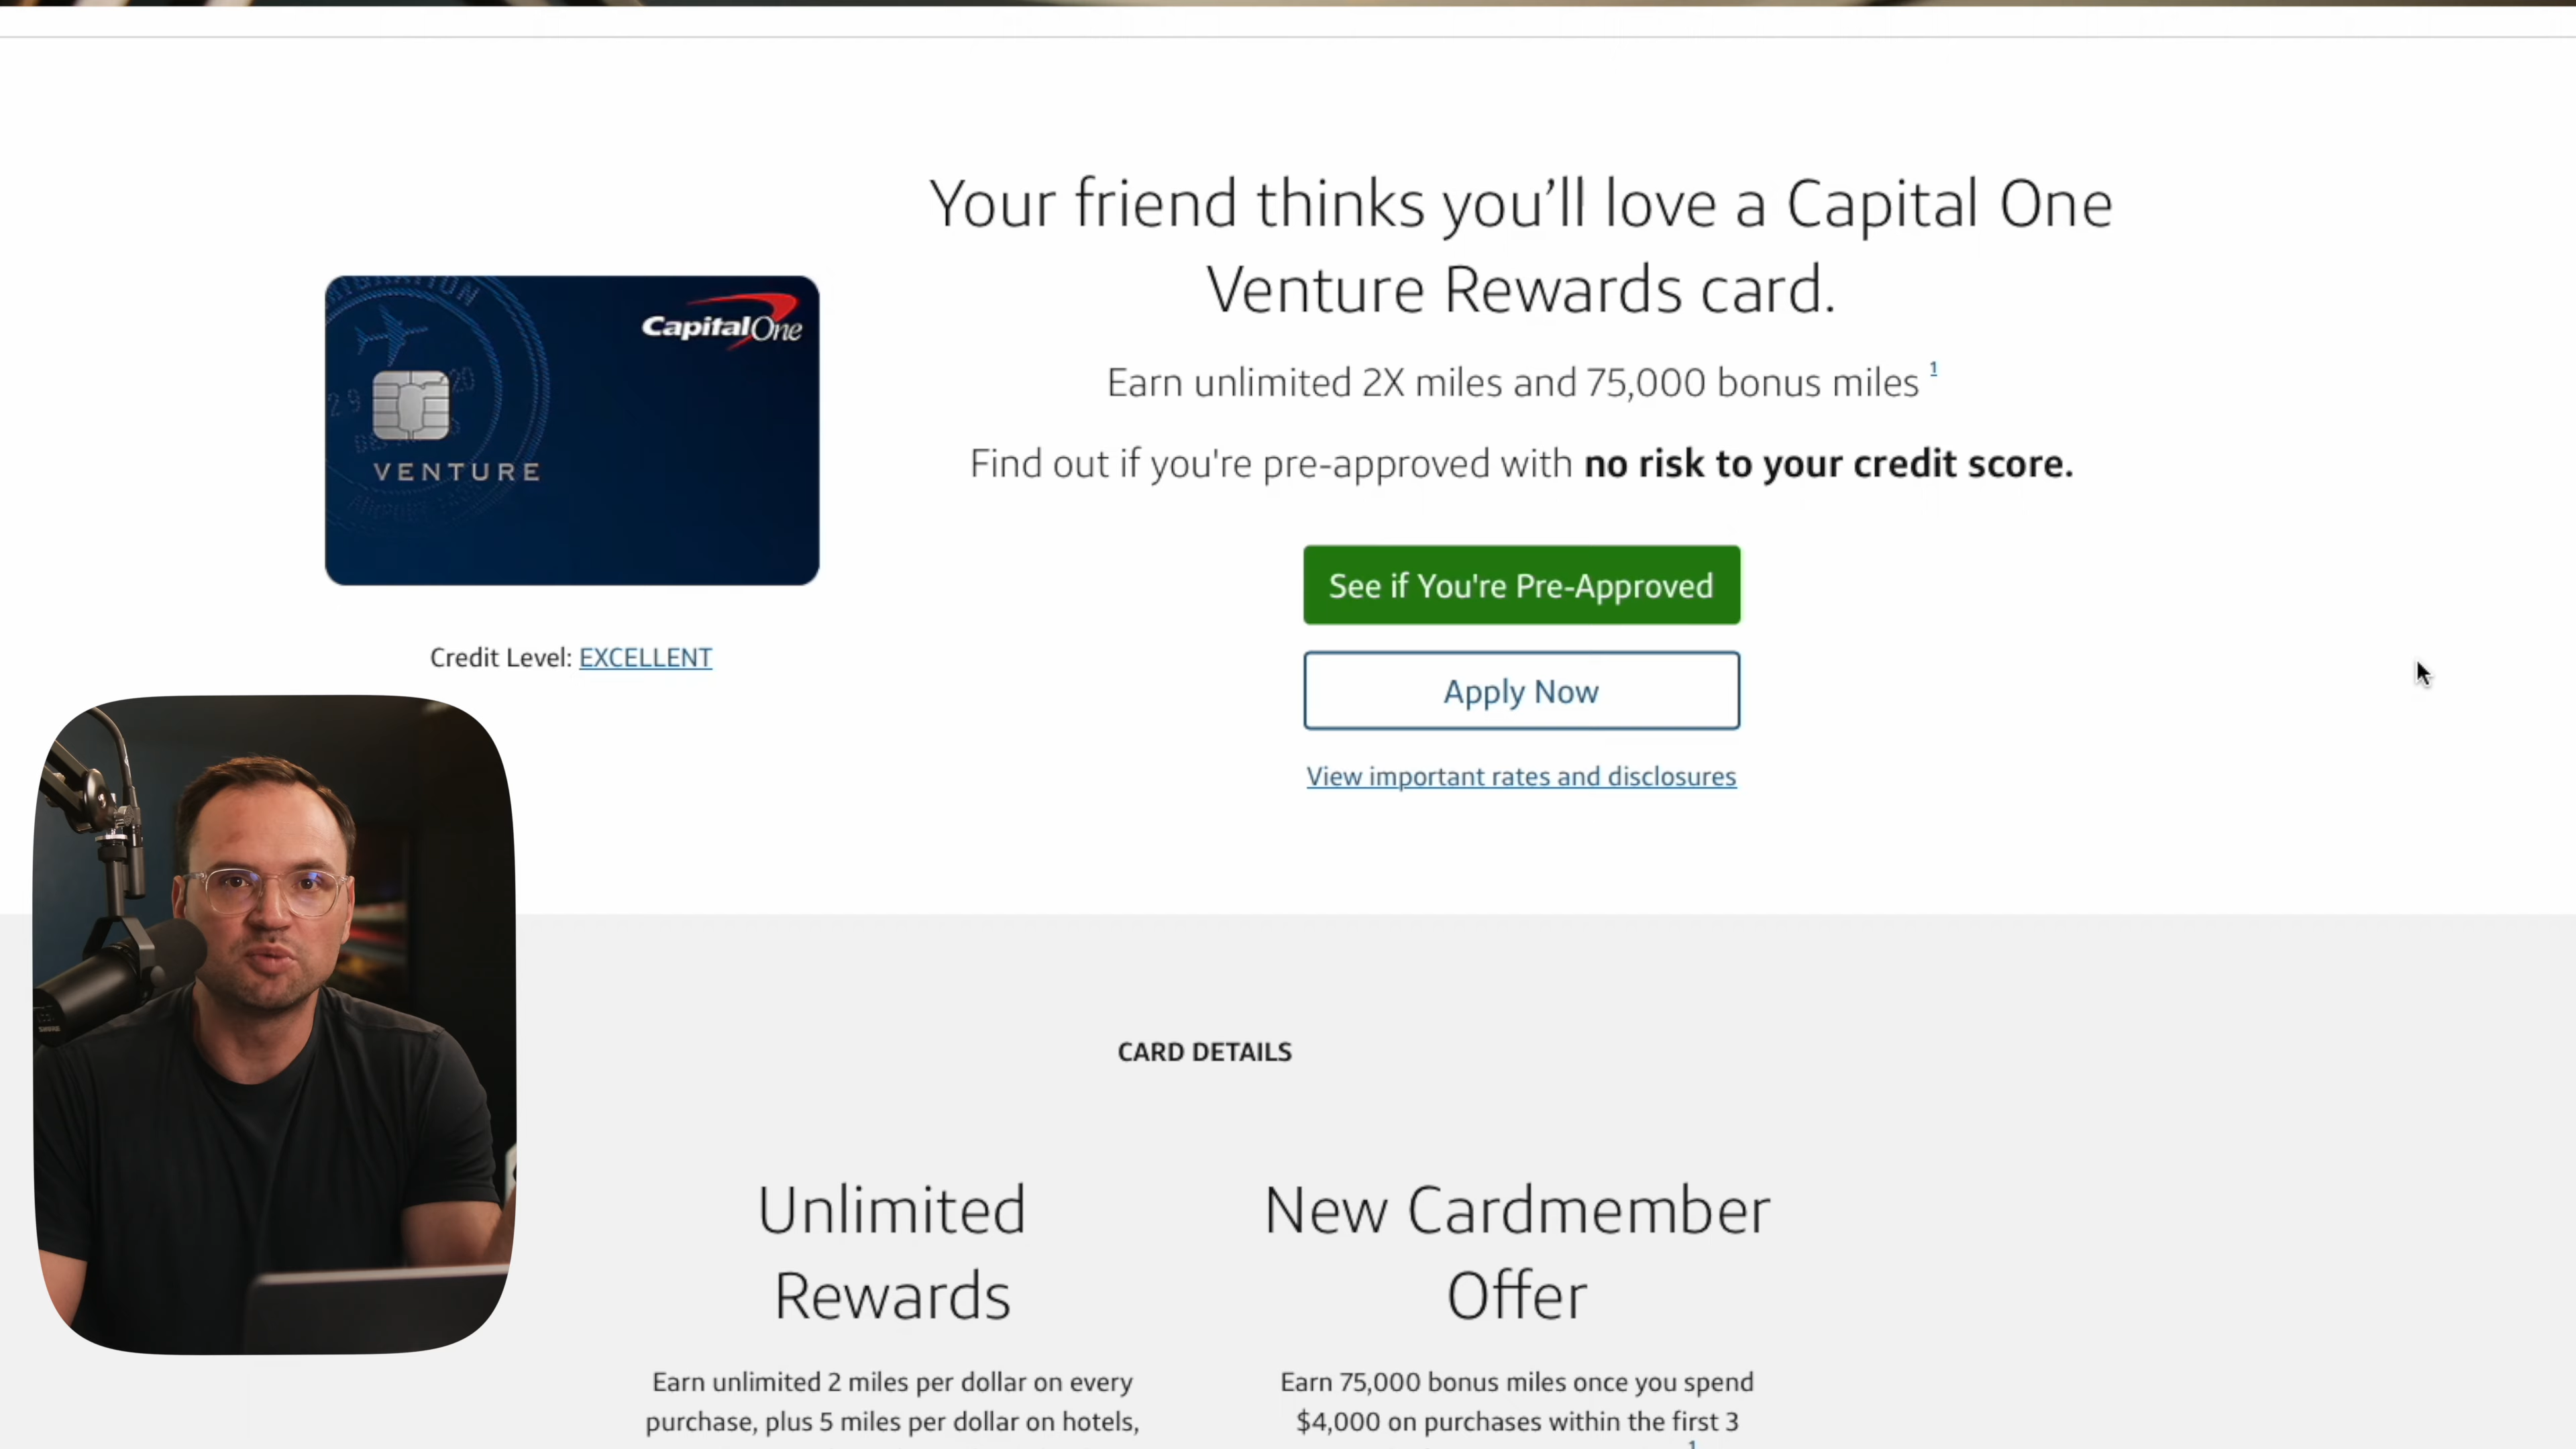 Your friend thinks you’ll love a Capital One
Venture Rewards card.
Earn unlimited 2X miles and 75,000 bonus miles 1
Find out if you're pre-approved with no risk to your credit score.
See if You're Pre-Approved
Apply Now
View important rates and disclosures
CapitalOne
20
29
VENTURE
Credit Level: EXCELLENT
CARD DETAILS
Unlimited
Rewards
Earn unlimited 2 miles per dollar on every
purchase, plus 5 miles per dollar on hotels,
New Cardmember
Offer
Earn 75,000 bonus miles once you spend
$4,000 on purchases within the first 3
1